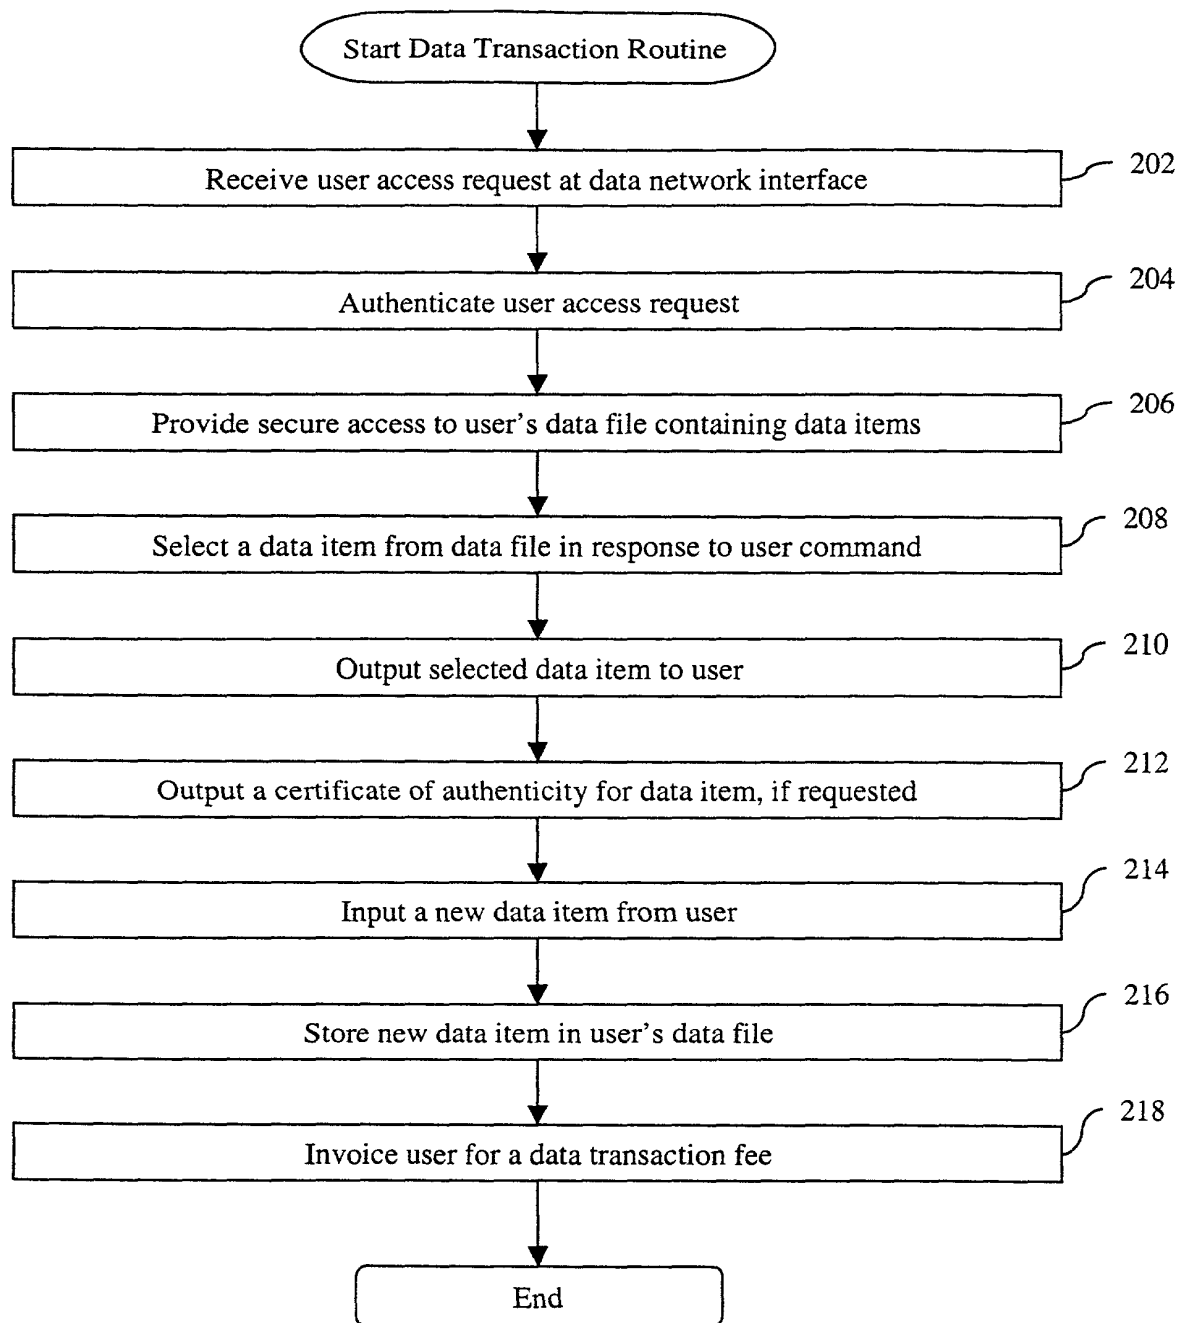 Start Data Transaction Routine
Receive user access request at data network interface
202
Authenticate user access request
204
Provide secure access to user's data file containing data items
206
Select a data item from data file in response to user command
208
Output selected data item to user
210
Output a certificate of authenticity for data item, if requested
212
Input a new data item from user
214
Store new data item in user's data file
216
Invoice user for a data transaction fee
218
End